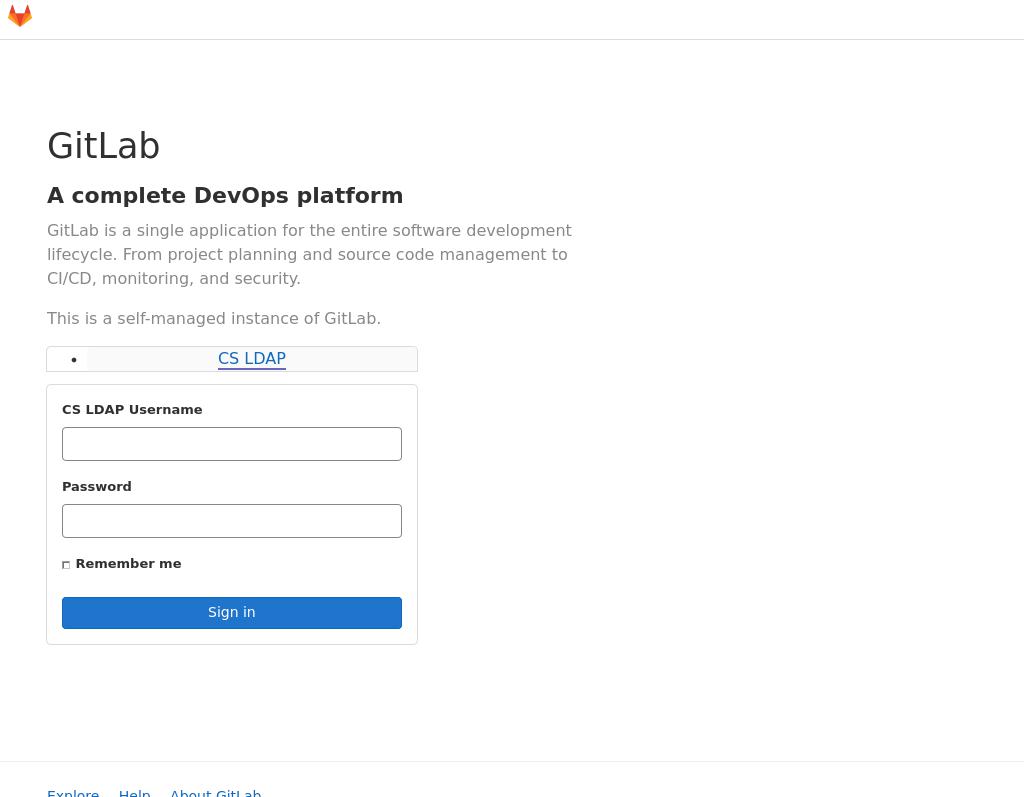 GitLab
A complete DevOps platform
GitLab is a single application for the entire software development
lifecycle. From project planning and source code management to
CI/CD, monitoring, and security.
This is a self-managed instance of GitLab.
CS LDAP
CS LDAP Username
Password
Remember me
Sign in
Explore Help About GitLab